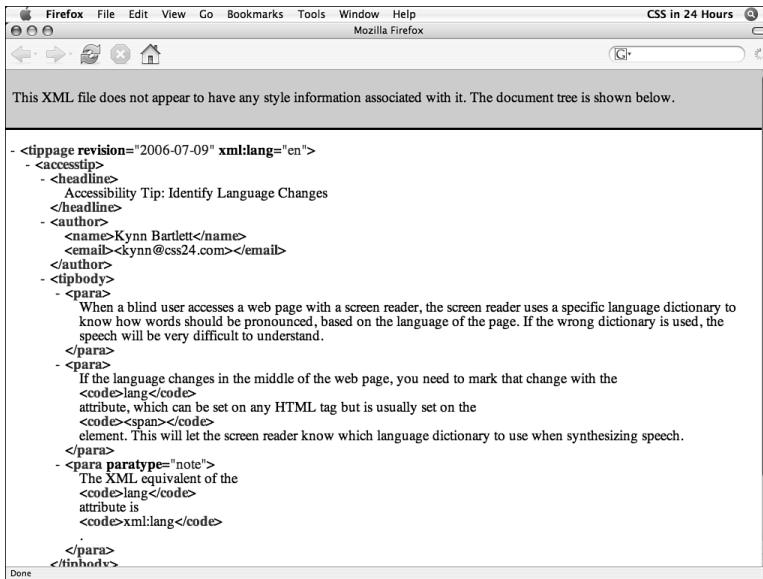 Firefox File Edit View Go Bookmarks Tools Window Help CSS in 24 Hours
Mozilla Firefox
G
This XML file does not appear to have any style information associated with it. The document tree is shown below.
- <tippage revision="2006-07-09" xml:lang="en">
- <accesstip>
- <headline>
Accessibility Tip: Identify Language Changes
</headline>
- <author>
<name>Kynn Bartlett</name>
<email><kynn@css24.com></email>
</author>
- <tipbody>
- <para>
When a blind user accesses a web page with a screen reader, the screen reader uses a specific language dictionary to
know how words should be pronounced, based on the language of the page. If the wrong dictionary is used, the
speech will be very difficult to understand.
</para>
- <para>
If the language changes in the middle of the web page, you need to mark that change with the
<code>lang</code>
attribute, which can be set on any HTML tag but is usually set on the
<code><span></code>
element. This will let the screen reader know which language dictionary to use when synthesizing speech.
</para>
- <para paratype="note">
The XML equivalent of the
<code>lang</code>
attribute is
<code>xml:lang</code>
.
</para>
</tipbody>
Done